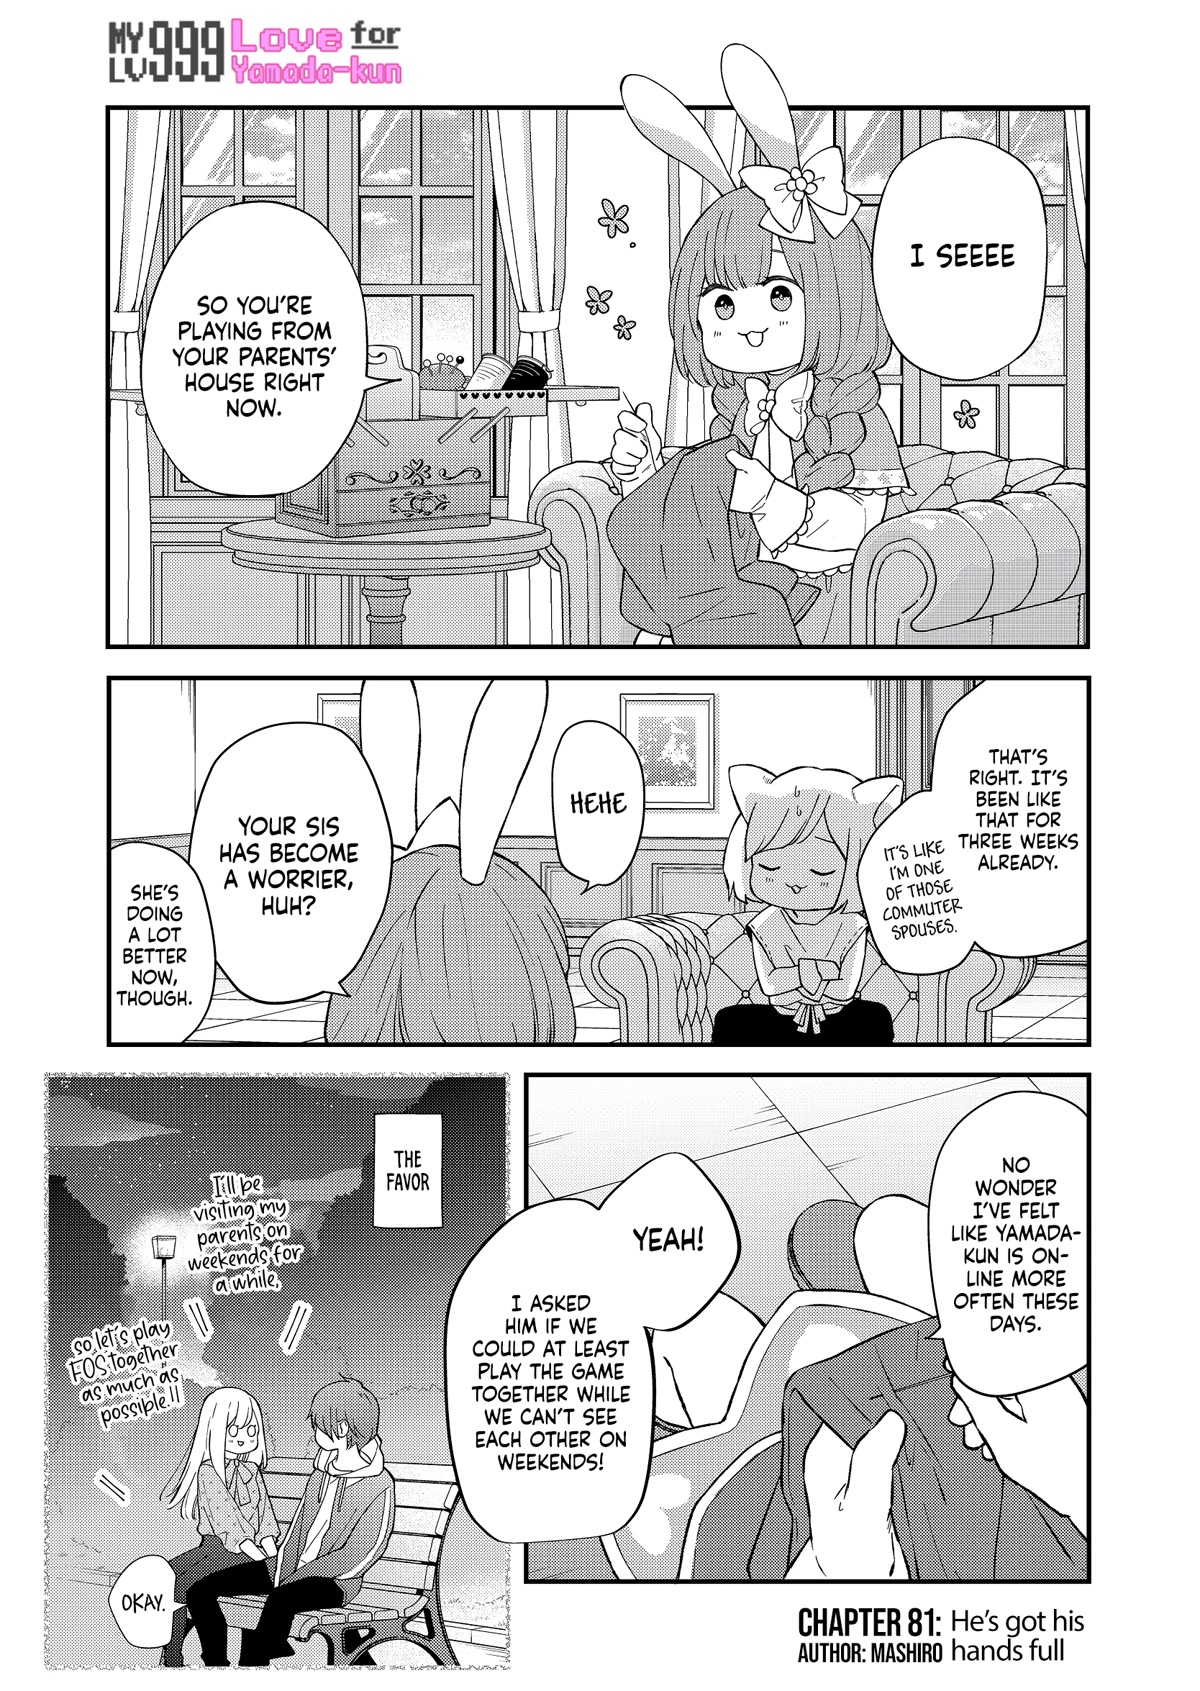 MY LV999 Love for Yamada-kun
I SEEEE
SO YOU'RE
PLAYING FROM
YOUR PARENTS'
HOUSE RIGHT
NOW.
THAT'S
RIGHT. IT'S
BEEN LIKE
THAT FOR
THREE WEEKS
ALREADY.
IT'S LIKE
I'M ONE
OF THOSE
COMMUTER
SPOUSES.
HEHE
YOUR SIS
HAS BECOME
A WORRIER,
HUH?
SHE'S
DOING
A LOT
BETTER
NOW,
THOUGH.
NO
WONDER
I'VE FELT
LIKE YAMADA-
KUN IS ON-
LINE MORE
OFTEN THESE
DAYS.
YEAH!
I ASKED
HIM IF WE
COULD AT LEAST
PLAY THE GAME
TOGETHER WHILE
WE CAN'T SEE
EACH OTHER ON
WEEKENDS!
THE
FAVOR
I'll be
visiting my
parents on
weekends for
a while,
so let's play
FOS together
as much as
possible!!
OKAY.
CHAPTER 81: He's got his
AUTHOR: MASHIRO hands full